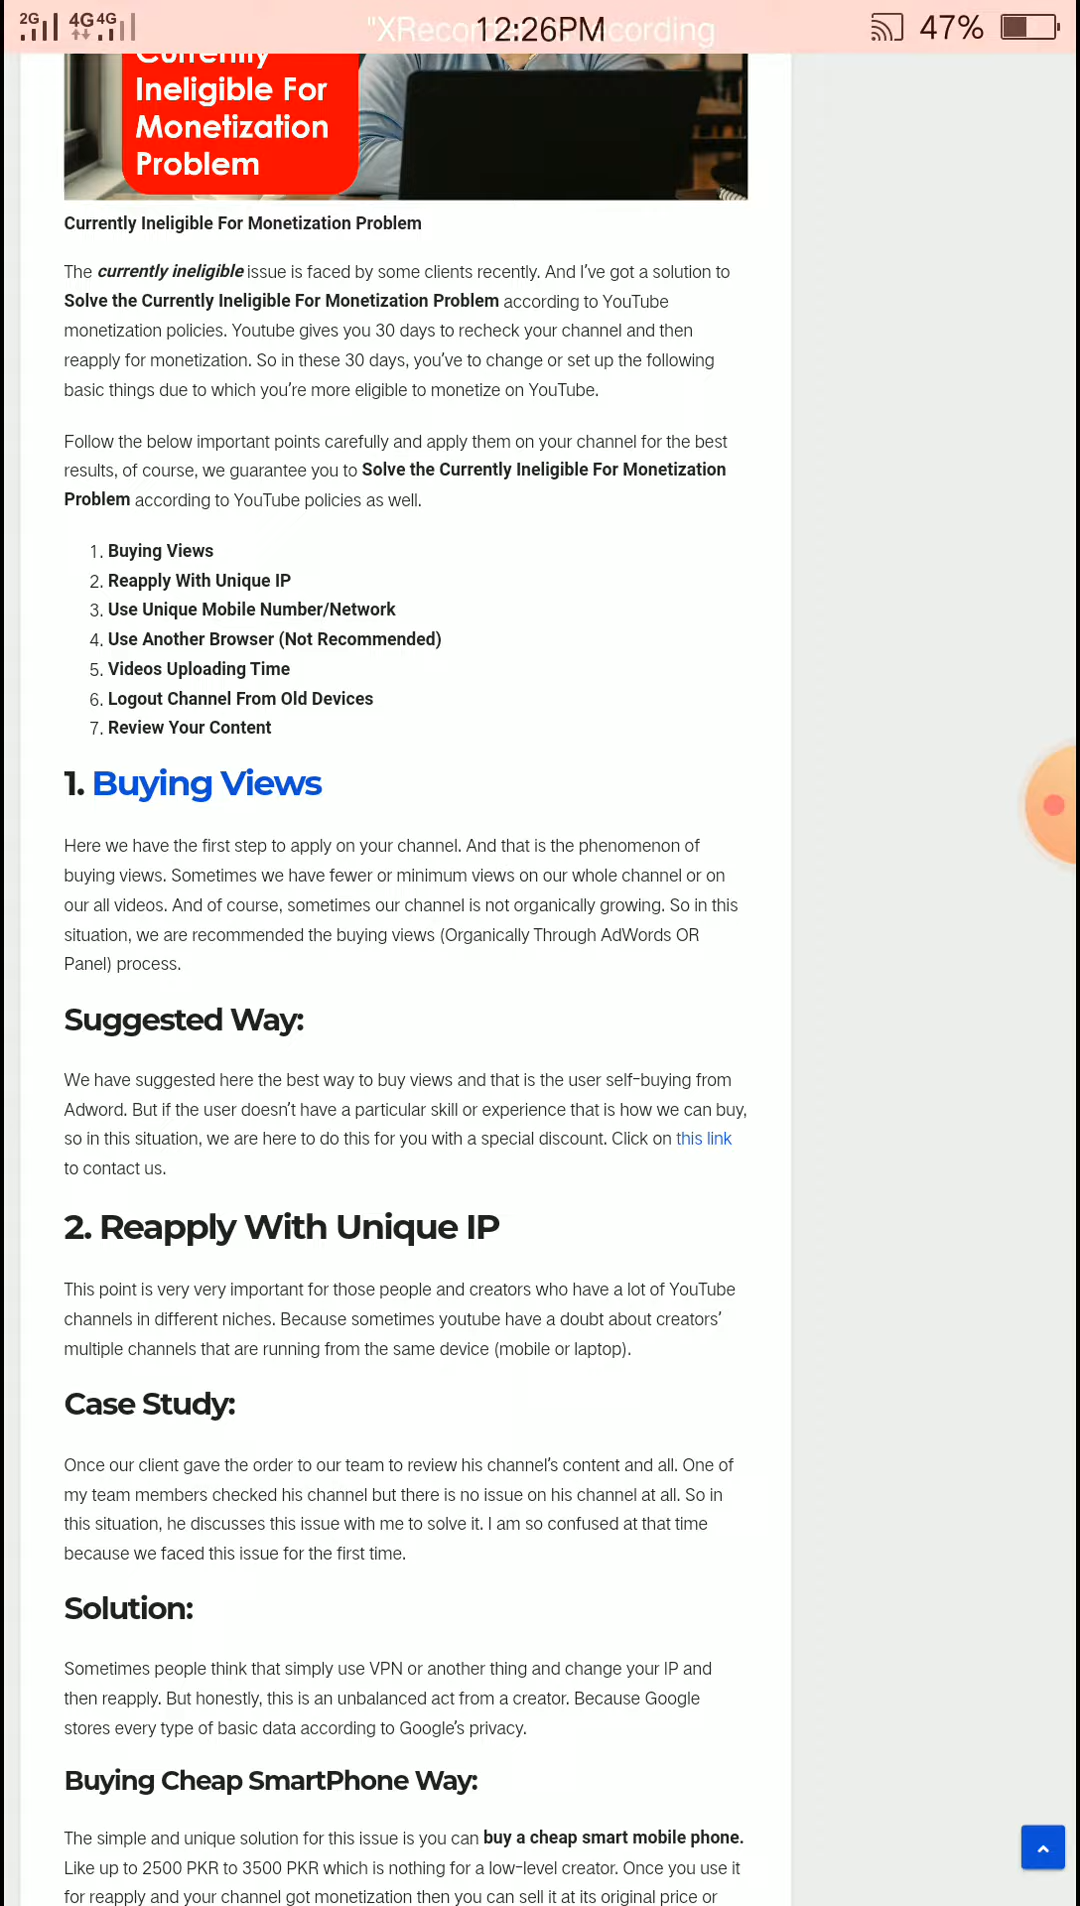 2G 4G 4G "XRecor 12:26PM cording 47%
Currently
Ineligible For
Monetization
Problem
Currently Ineligible For Monetization Problem
The currently ineligible issue is faced by some clients recently. And I've got a solution to
Solve the Currently Ineligible For Monetization Problem according to YouTube
monetization policies. Youtube gives you 30 days to recheck your channel and then
reapply for monetization. So in these 30 days, you've to change or set up the following
basic things due to which you're more eligible to monetize on YouTube.
Follow the below important points carefully and apply them on your channel for the best
results, of course, we guarantee you to Solve the Currently Ineligible For Monetization
Problem according to YouTube policies as well.
1. Buying Views
2. Reapply With Unique IP
3. Use Unique Mobile Number/Network
4. Use Another Browser (Not Recommended)
5. Videos Uploading Time
6. Logout Channel From Old Devices
7. Review Your Content
1. Buying Views
Here we have the first step to apply on your channel. And that is the phenomenon of
buying views. Sometimes we have fewer or minimum views on our whole channel or on
our all videos. And of course, sometimes our channel is not organically growing. So in this
situation, we are recommended the buying views (Organically Through AdWords OR
Panel) process.
Suggested Way:
We have suggested here the best way to buy views and that is the user self-buying from
Adword. But if the user doesn't have a particular skill or experience that is how we can buy,
so in this situation, we are here to do this for you with a special discount. Click on this link
to contact us.
2. Reapply With Unique IP
This point is very very important for those people and creators who have a lot of YouTube
channels in different niches. Because sometimes youtube have a doubt about creators'
multiple channels that are running from the same device (mobile or laptop).
Case Study:
Once our client gave the order to our team to review his channel's content and all. One of
my team members checked his channel but there is no issue on his channel at all. So in
this situation, he discusses this issue with me to solve it. I am so confused at that time
because we faced this issue for the first time.
Solution:
Sometimes people think that simply use VPN or another thing and change your IP and
then reapply. But honestly, this is an unbalanced act from a creator. Because Google
stores every type of basic data according to Google's privacy.
Buying Cheap SmartPhone Way:
The simple and unique solution for this issue is you can buy a cheap smart mobile phone.
Like up to 2500 PKR to 3500 PKR which is nothing for a low-level creator. Once you use it
for reapply and your channel got monetization then you can sell it at its original price or